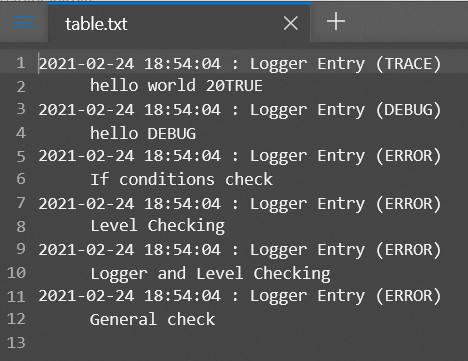 table.txt
1 2021-02-24 18:54:04 : Logger Entry (TRACE)
2 hello world 20TRUE
3 2021-02-24 18:54:04 : Logger Entry (DEBUG)
4 hello DEBUG
5 2021-02-24 18:54:04 : Logger Entry (ERROR)
6 If conditions check
7 2021-02-24 18:54:04 : Logger Entry (ERROR)
8 Level Checking
9 2021-02-24 18:54:04 : Logger Entry (ERROR)
10 Logger and Level Checking
11 2021-02-24 18:54:04 : Logger Entry (ERROR)
12 General check
13